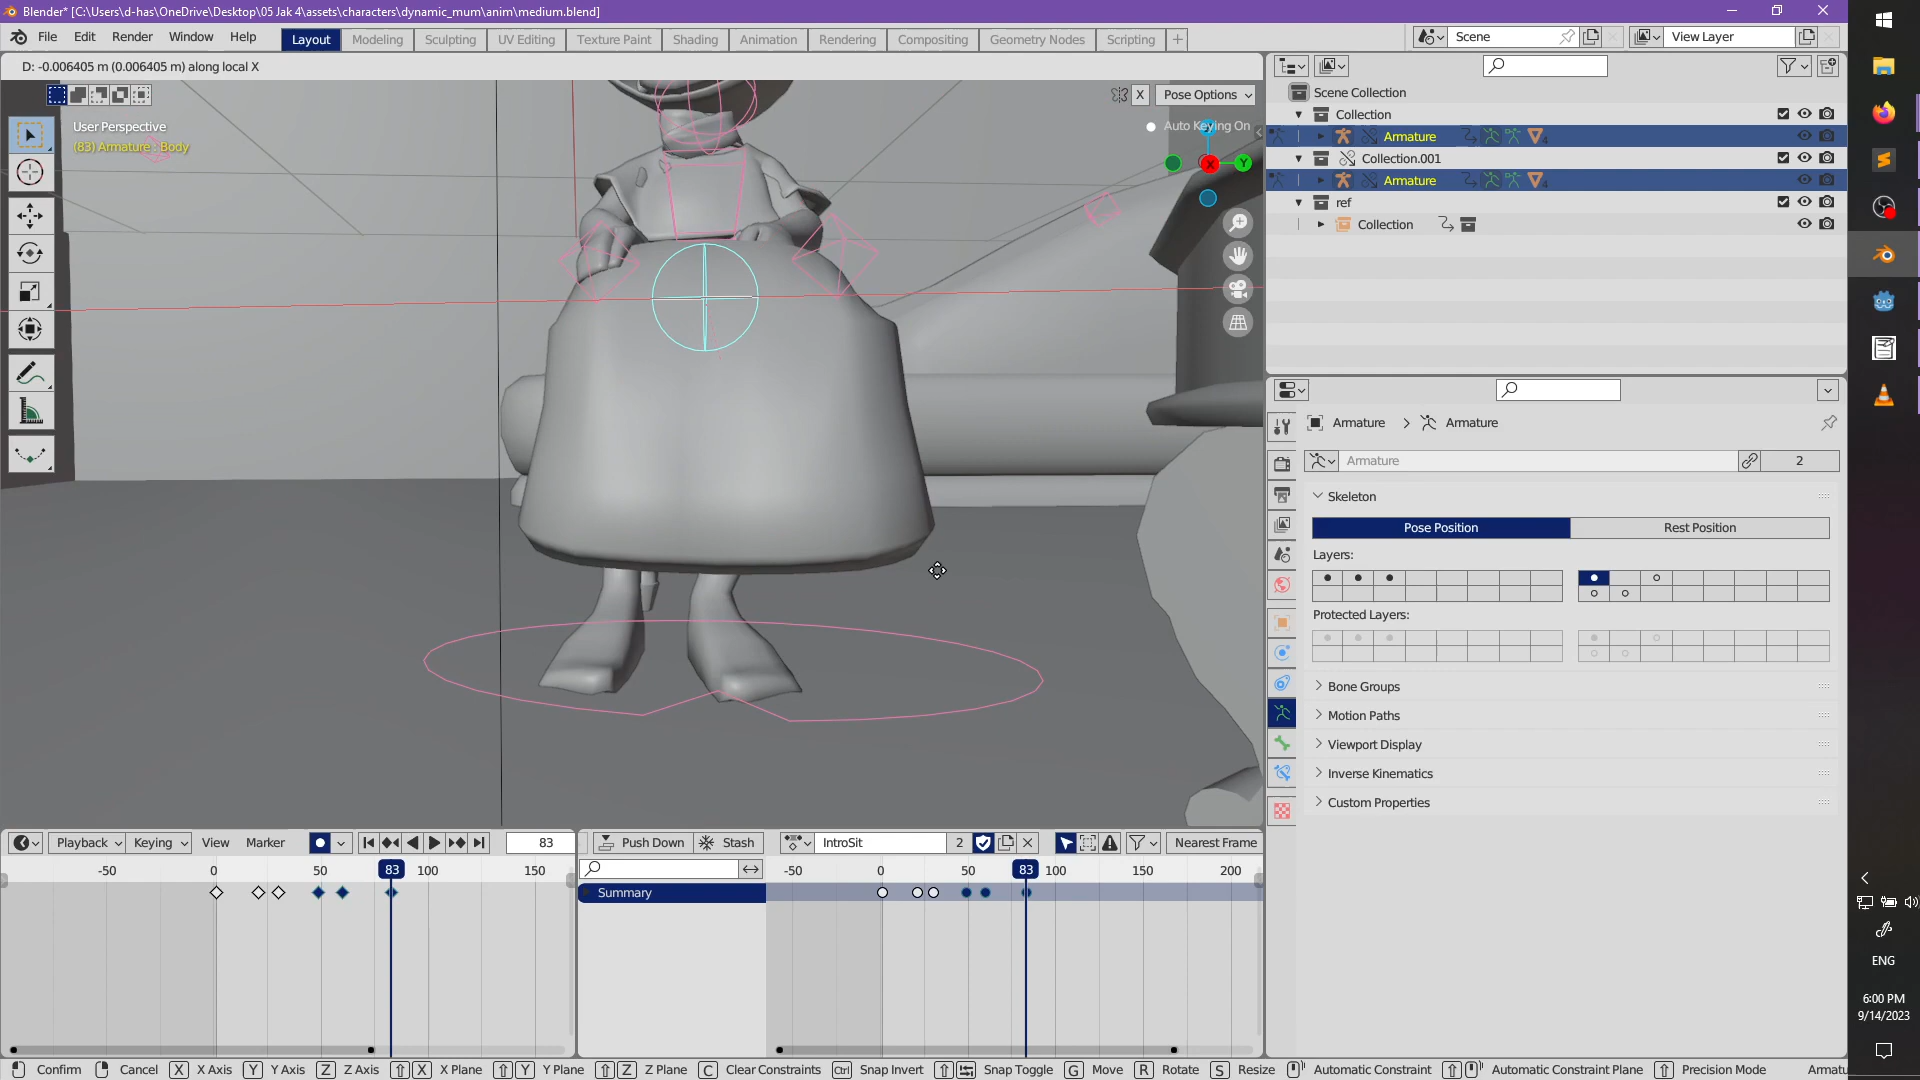 Blender* [C:\Users\d-has\OneDrive\Desktop\05 Jak 4\assets\characters\dynamic_mum\anim\medium.blend]
File Edit Render Window Help Layout Modeling Sculpting UV Editing Texture Paint Shading Animation Rendering Compositing Geometry Nodes Scripting Scene View Layer
D: -0.006405 m (0.006405 m) along local X
X Pose Options
User Perspective
(83) Armature : Body
Auto Keying On
Z
Y
X
Scene Collection
Collection
Armature 4
Collection.001
Armature 4
ref
Collection
Armature Armature
Armature 2
Skeleton
Pose Position Rest Position
Layers:
Protected Layers:
Bone Groups
Motion Paths
Viewport Display
Inverse Kinematics
Custom Properties
Playback Keying View Marker 83 Push Down Stash IntroSit 2 Nearest Frame
-50 0 50 83 100 150 -50 0 50 83 100 150 200
Summary
Confirm Cancel X X Axis Y Y Axis Z Z Axis X X Plane Y Y Plane Z Z Plane C Clear Constraints Ctrl Snap Invert Snap Toggle G Move R Rotate S Resize Automatic Constraint Automatic Constraint Plane Precision Mode Armatu
ENG
6:00 PM
9/14/2023